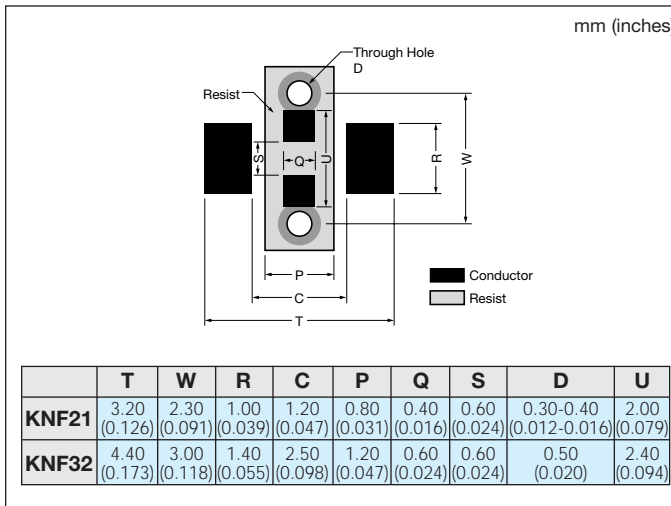 mm (inches)
Through Hole
D
Resist
S
Q
U
R
W
P
C
T
Conductor
Resist
T W R C P Q S D U
KNF21 3.20 2.30 1.00 1.20 0.80 0.40 0.60 0.30-0.40 2.00
(0.126) (0.091) (0.039) (0.047) (0.031) (0.016) (0.024) (0.012-0.016) (0.079)
KNF32 4.40 3.00 1.40 2.50 1.20 0.60 0.60 0.50 2.40
(0.173) (0.118) (0.055) (0.098) (0.047) (0.024) (0.024) (0.020) (0.094)